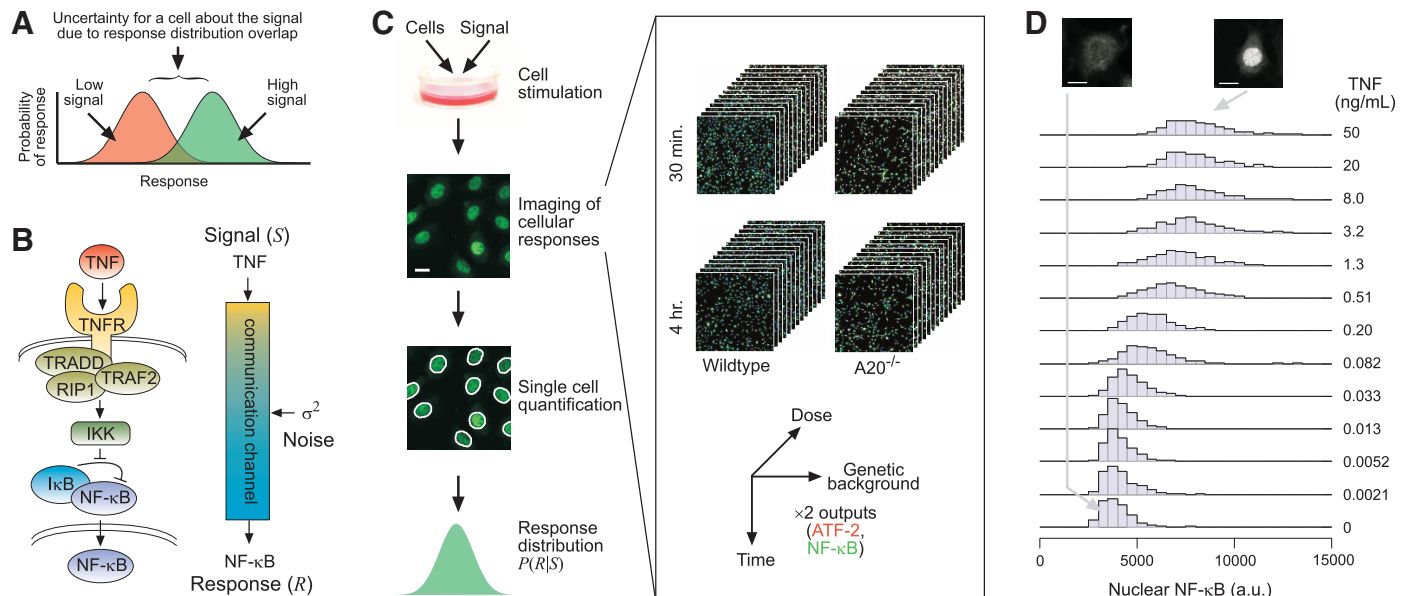 A
Uncertainty for a cell about the signal
due to response distribution overlap
Low
signal
High
signal
Probability
of response
Response
B
TNF
TNFR
TRADD
RIP1
TRAF2
IKK
IκB
NF-κB
NF-κB
Signal (S)
TNF
communication channel
σ²
Noise
NF-κB
Response (R)
C
Cells
Signal
Cell
stimulation
Imaging of
cellular
responses
Single cell
quantification
Response
distribution
P(R|S)
30 min.
4 hr.
Wildtype
A20⁻/⁻
Dose
Genetic
background
×2 outputs
(ATF-2,
NF-κB)
Time
D
TNF
(ng/mL)
50
20
8.0
3.2
1.3
0.51
0.20
0.082
0.033
0.013
0.0052
0.0021
0
0
5000
10000
15000
Nuclear NF-κB (a.u.)